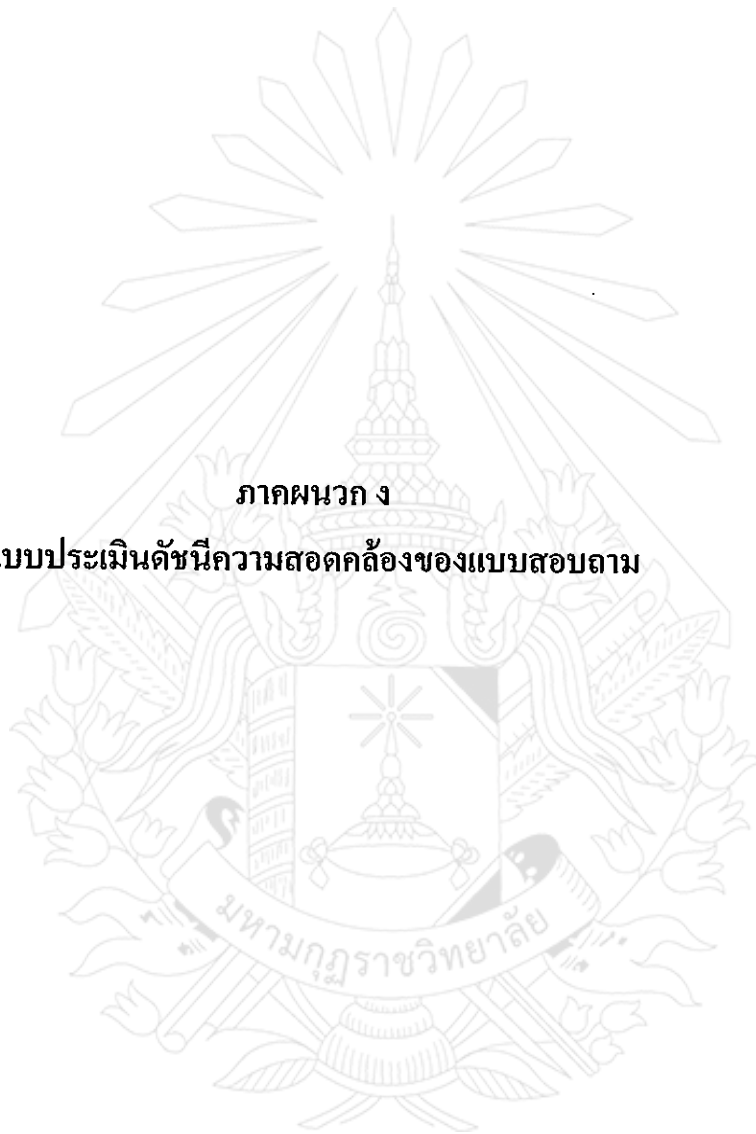 ภาคผนวก ง
แบบประเมินดัชนีความสอดคล้องของแบบสอบถาม
มหามกุฏราชวิทยาลัย